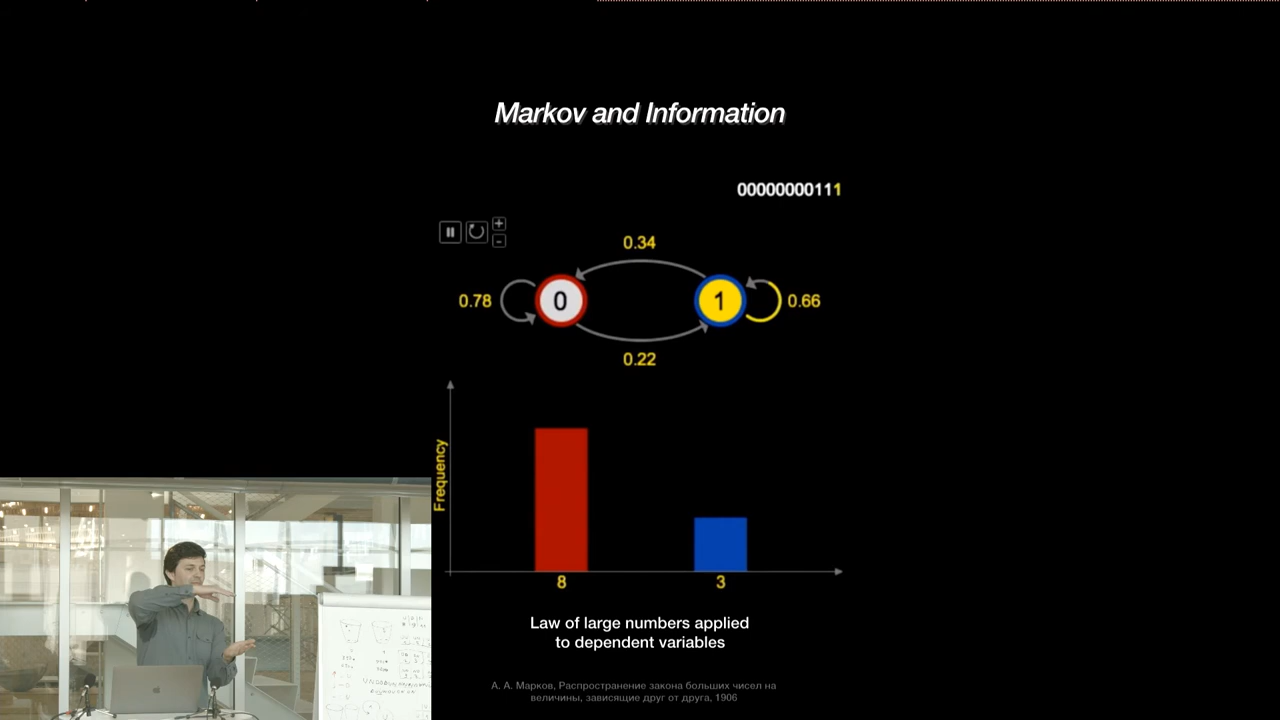 Markov and Information
00000000111
+
-
0.34
0.78
0
1
0.66
0.22
Frequency
8
3
Law of large numbers applied
to dependent variables
А. А. Марков, Распространение закона больших чисел на
величины, зависящие друг от друга, 1906